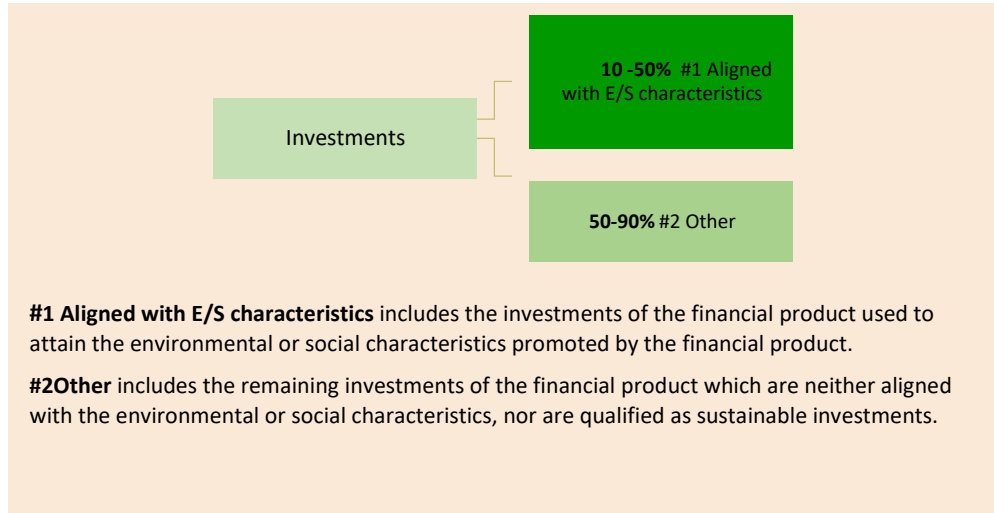 10 -50% #1 Aligned
with E/S characteristics
Investments
50-90% #2 Other
#1 Aligned with E/S characteristics includes the investments of the financial product used to
attain the environmental or social characteristics promoted by the financial product.
#2Other includes the remaining investments of the financial product which are neither aligned
with the environmental or social characteristics, nor are qualified as sustainable investments.